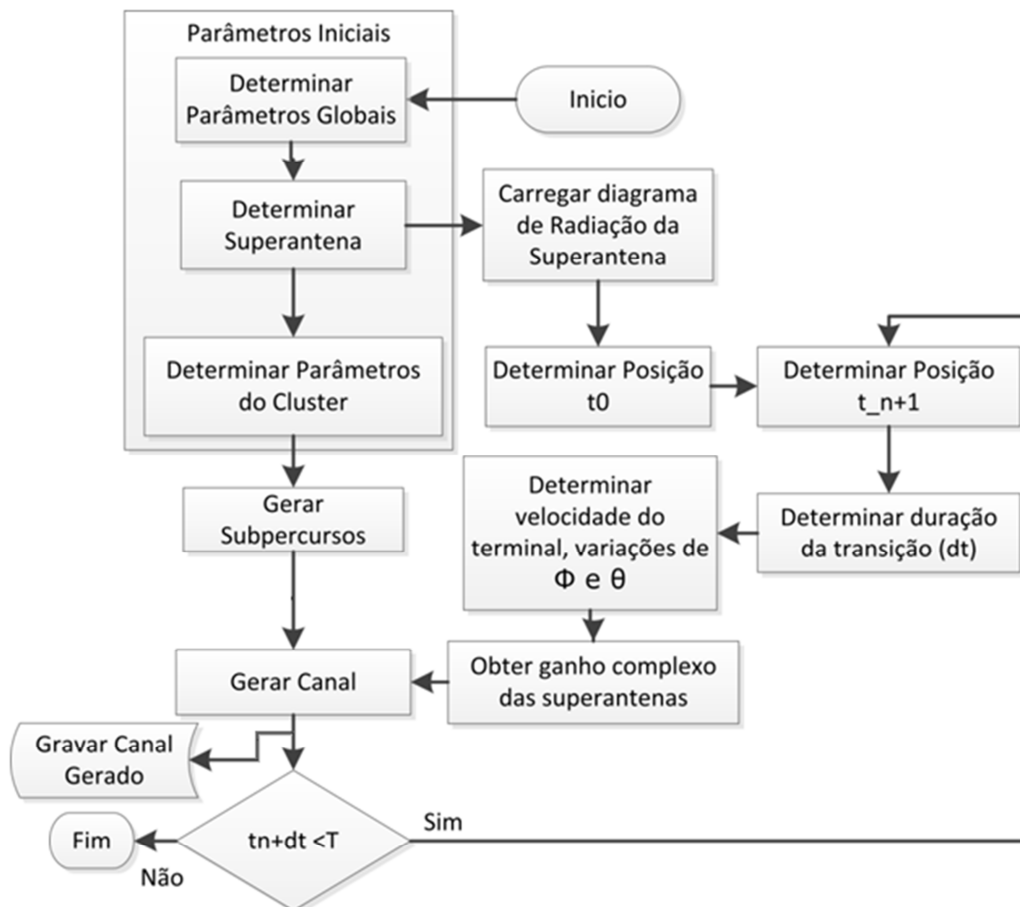 Parâmetros Iniciais
Determinar
Parâmetros Globais
Inicio
Determinar
Superantena
Carregar diagrama
de Radiação da
Superantena
Determinar Parâmetros
do Cluster
Determinar Posição
t0
Determinar Posição
t_n+1
Gerar
Subpercursos
Determinar
velocidade do
terminal, variações de
Φ e θ
Determinar duração
da transição (dt)
Gerar Canal
Obter ganho complexo
das superantenas
Gravar Canal
Gerado
Fim
Não
tn+dt <T
Sim